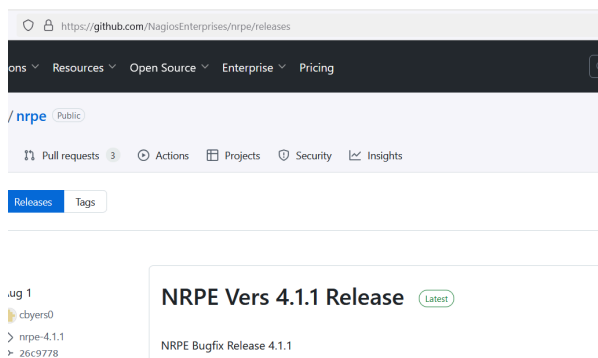 https://github.com/NagiosEnterprises/nrpe/releases
ons Resources Open Source Enterprise Pricing
/ nrpe Public
Pull requests 3 Actions Projects Security Insights
Releases Tags
Aug 1
NRPE Vers 4.1.1 Release Latest
cbyers0
nrpe-4.1.1
26c9778
NRPE Bugfix Release 4.1.1